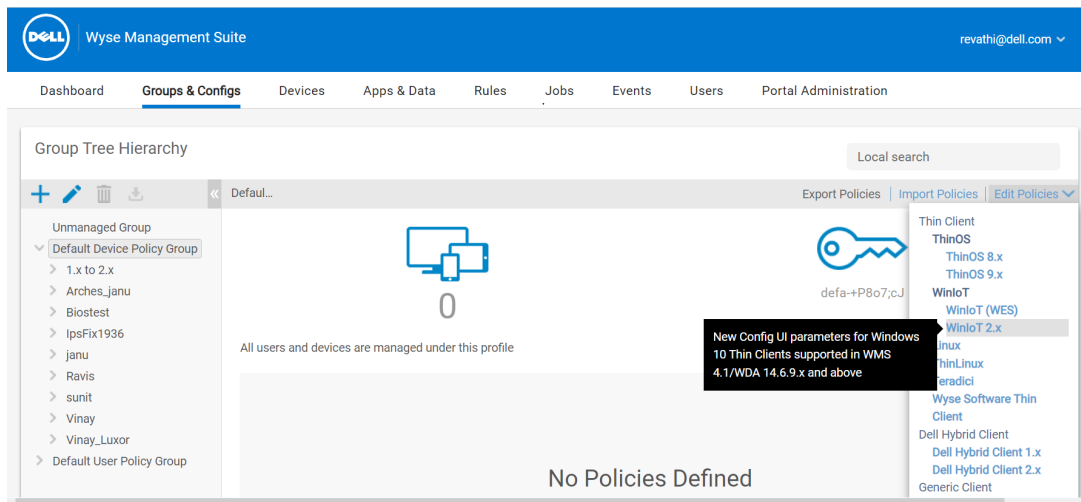 DELL
Wyse Management Suite
revathi@dell.com
Dashboard Groups & Configs Devices Apps & Data Rules Jobs Events Users Portal Administration
Group Tree Hierarchy
Local search
« Defaul... Export Policies | Import Policies | Edit Policies
Unmanaged Group
Default Device Policy Group
1.x to 2.x
Arches_janu
Biostest
IpsFix1936
janu
Ravis
sunit
Vinay
Vinay_Luxor
Default User Policy Group
0
All users and devices are managed under this profile
defa-+P8o7;cJ
No Policies Defined
New Config UI parameters for Windows
10 Thin Clients supported in WMS
4.1/WDA 14.6.9.x and above
Thin Client
ThinOS
ThinOS 8.x
ThinOS 9.x
WinIoT
WinIoT (WES)
WinIoT 2.x
Linux
ThinLinux
Teradici
Wyse Software Thin
Client
Dell Hybrid Client
Dell Hybrid Client 1.x
Dell Hybrid Client 2.x
Generic Client